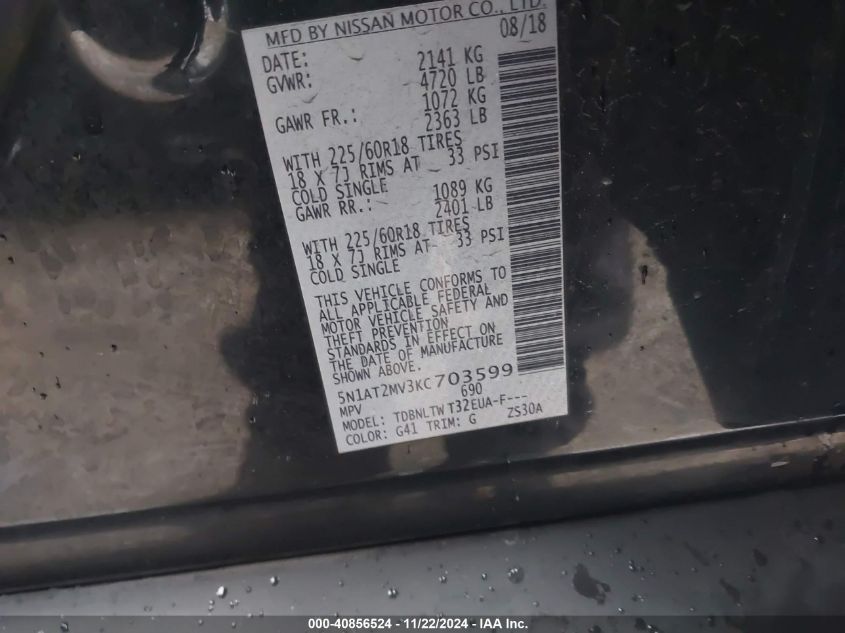 MFD BY NISSAN MOTOR CO., LTD.
DATE: 08/18
GVWR: 2141 KG
4720 LB
GAWR FR.: 1072 KG
2363 LB
WITH 225/60R18 TIRES
18 X 7J RIMS AT 33 PSI
COLD SINGLE
GAWR RR.: 1089 KG
2401 LB
WITH 225/60R18 TIRES
18 X 7J RIMS AT 33 PSI
COLD SINGLE
THIS VEHICLE CONFORMS TO
ALL APPLICABLE FEDERAL
MOTOR VEHICLE SAFETY AND
THEFT PREVENTION
STANDARDS IN EFFECT ON
THE DATE OF MANUFACTURE
SHOWN ABOVE.
5N1AT2MV3KC703599
MPV 690
MODEL: TDBNLTW T32EUA-F---
COLOR: G41 TRIM: G ZS30A
000-40856524 - 11/22/2024 - IAA Inc.